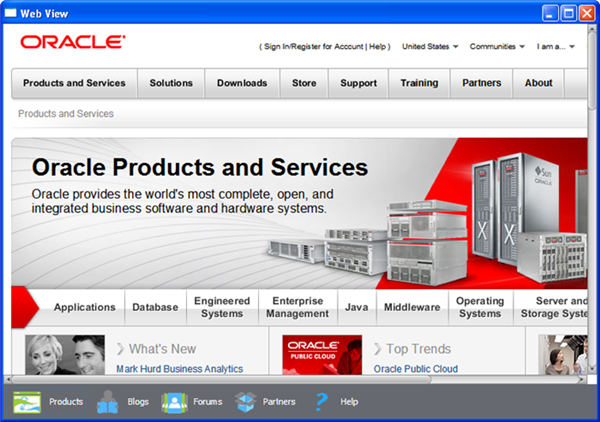 Web View
ORACLE
( Sign In/Register for Account | Help ) United States Communities I am a...
Products and Services Solutions Downloads Store Support Training Partners About
Products and Services
Oracle Products and Services
Oracle provides the world's most complete, open, and
integrated business software and hardware systems.
Sun
ORACLE
Applications Database Engineered Systems Enterprise Management Java Middleware Operating Systems Server and Storage Syste
What's New
Mark Hurd Business Analytics
ORACLE
PUBLIC CLOUD
Top Trends
Oracle Public Cloud
Products Blogs Forums Partners Help